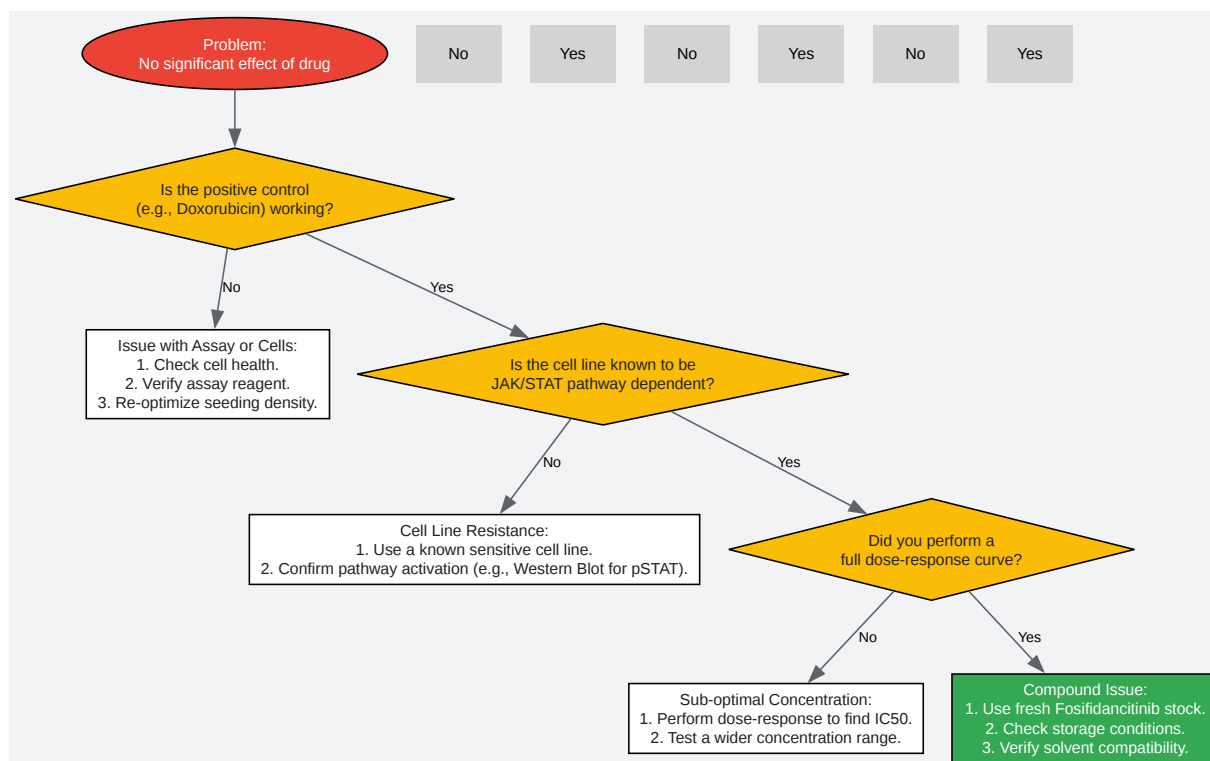 Problem:
No significant effect of drug
No
Yes
No
Yes
No
Yes
Is the positive control
(e.g., Doxorubicin) working?
No
Yes
Issue with Assay or Cells:
1. Check cell health.
2. Verify assay reagent.
3. Re-optimize seeding density.
Is the cell line known to be
JAK/STAT pathway dependent?
No
Yes
Cell Line Resistance:
1. Use a known sensitive cell line.
2. Confirm pathway activation (e.g., Western Blot for pSTAT).
Did you perform a
full dose-response curve?
No
Yes
Sub-optimal Concentration:
1. Perform dose-response to find IC50.
2. Test a wider concentration range.
Compound Issue:
1. Use fresh Fosifidancitinib stock.
2. Check storage conditions.
3. Verify solvent compatibility.